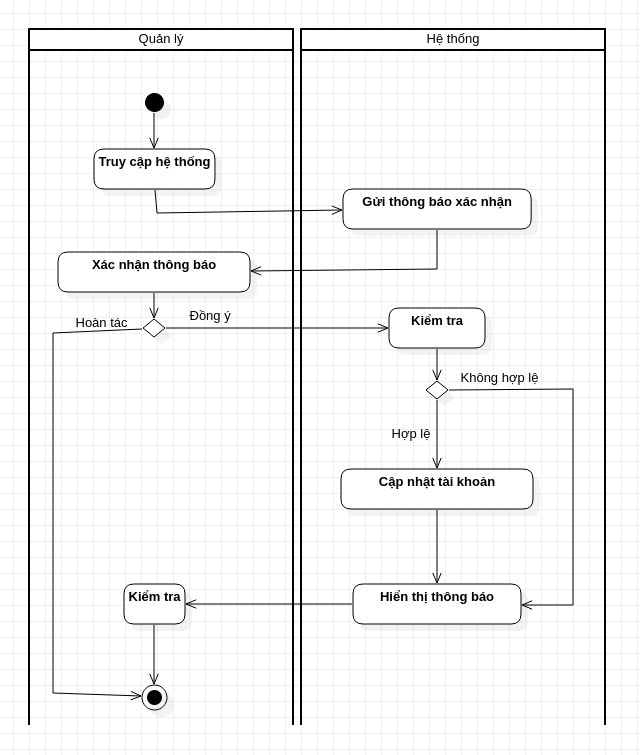 Quản lý
Hệ thống
Truy cập hệ thống
Gửi thông báo xác nhận
Xác nhận thông báo
Hoàn tác
Đồng ý
Kiểm tra
Không hợp lệ
Hợp lệ
Cập nhật tài khoản
Kiểm tra
Hiển thị thông báo